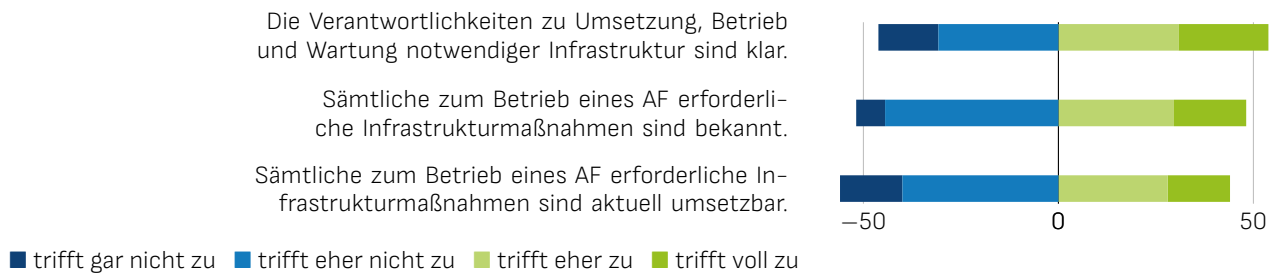 Die Verantwortlichkeiten zu Umsetzung, Betrieb
und Wartung notwendiger Infrastruktur sind klar.
Sämtliche zum Betrieb eines AF erforderli-
che Infrastrukturmaßnahmen sind bekannt.
Sämtliche zum Betrieb eines AF erforderliche In-
frastrukturmaßnahmen sind aktuell umsetzbar.
–50 0 50
trifft gar nicht zu trifft eher nicht zu trifft eher zu trifft voll zu